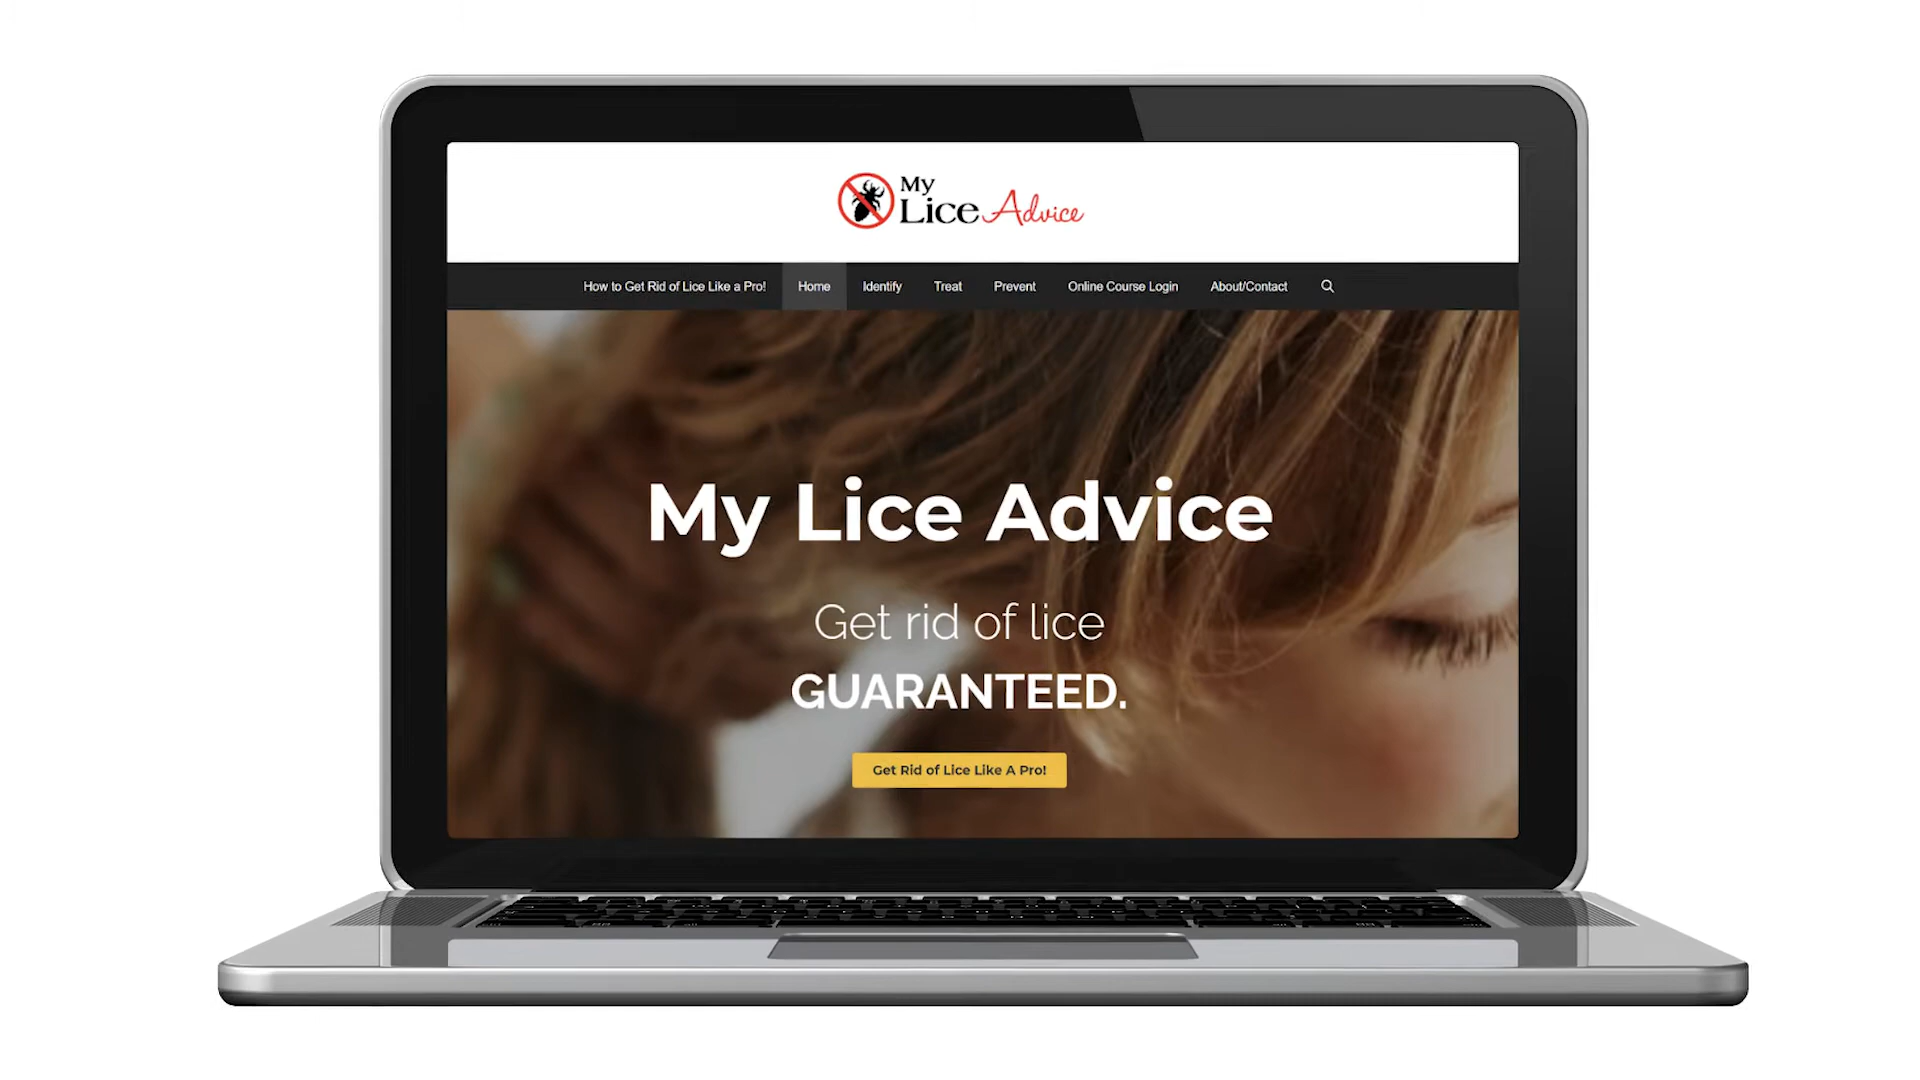 My
Lice Advice
How to Get Rid of Lice Like a Pro! Home Identify Treat Prevent Online Course Login About/Contact
My Lice Advice
Get rid of lice
GUARANTEED.
Get Rid of Lice Like A Pro!